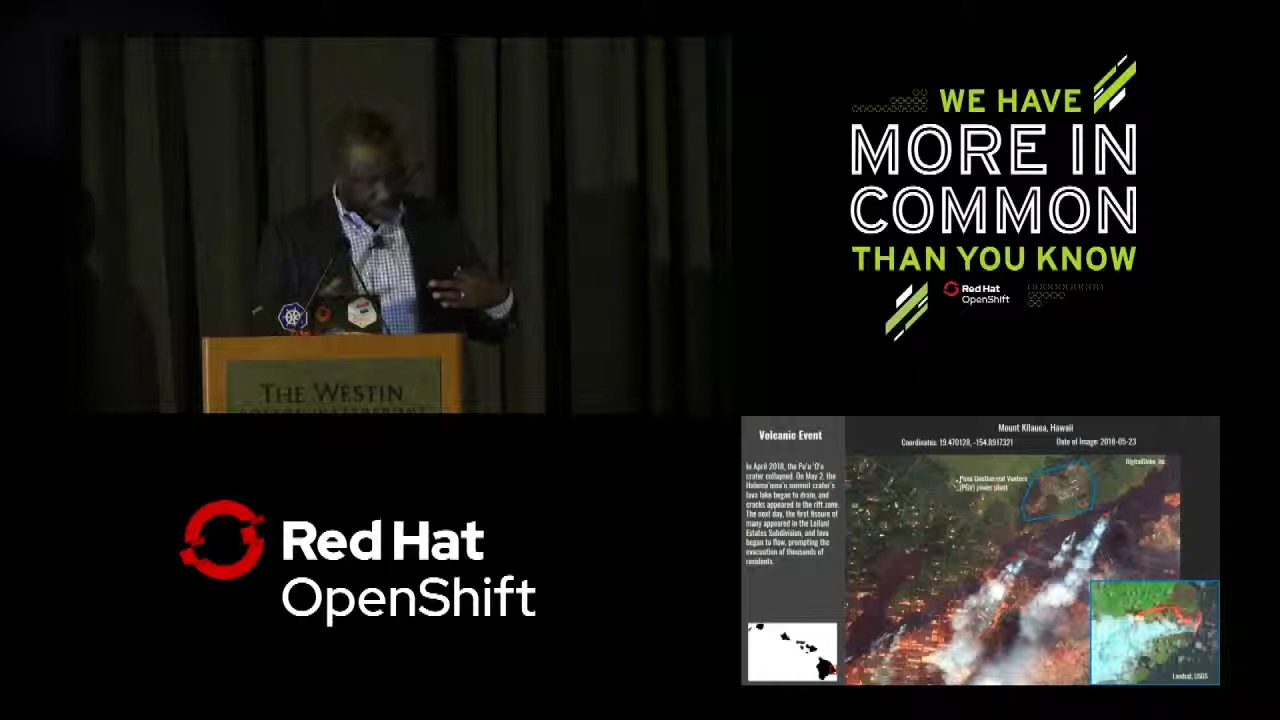 WE HAVE
MORE IN
COMMON
THAN YOU KNOW
Red Hat
OpenShift
THE WESTIN
Red Hat
OpenShift
Volcanic Event
In April 2018, the Pu'u 'O'o
crater collapsed. On May 2, the
Halema'uma'u summit crater's
lava lake began to drain, and
cracks appeared in the rift zone.
The next day, the first fissure of
many appeared in the Leilani
Estates Subdivision, and lava
began to flow, prompting the
evacuation of thousands of
residents.
Mount Kilauea, Hawaii
Coordinates: 19.470128, -154.8917321
Date of Image: 2018-05-23
DigitalGlobe, Inc
Puna Geothermal Venture
(PGV) power plant
Landsat, USGS